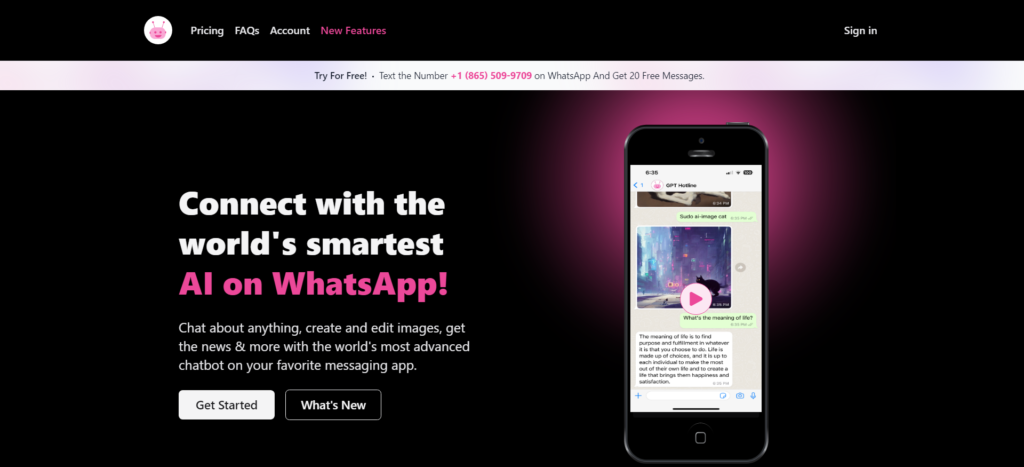 Pricing FAQs Account New Features Sign in
Try For Free! • Text the Number +1 (865) 509-9709 on WhatsApp And Get 20 Free Messages.
Connect with the
world's smartest
AI on WhatsApp!
Chat about anything, create and edit images, get
the news & more with the world's most advanced
chatbot on your favorite messaging app.
Get Started What's New
6:35
1 GPT Hotline
Sudo ai-image cat
What's the meaning of life?
The meaning of life is to find
purpose and fulfillment in whatever
it is that you choose to do. Life is
made up of choices, and it is up to
each individual to make the most
out of their own life and to create a
life that brings them happiness and
satisfaction.